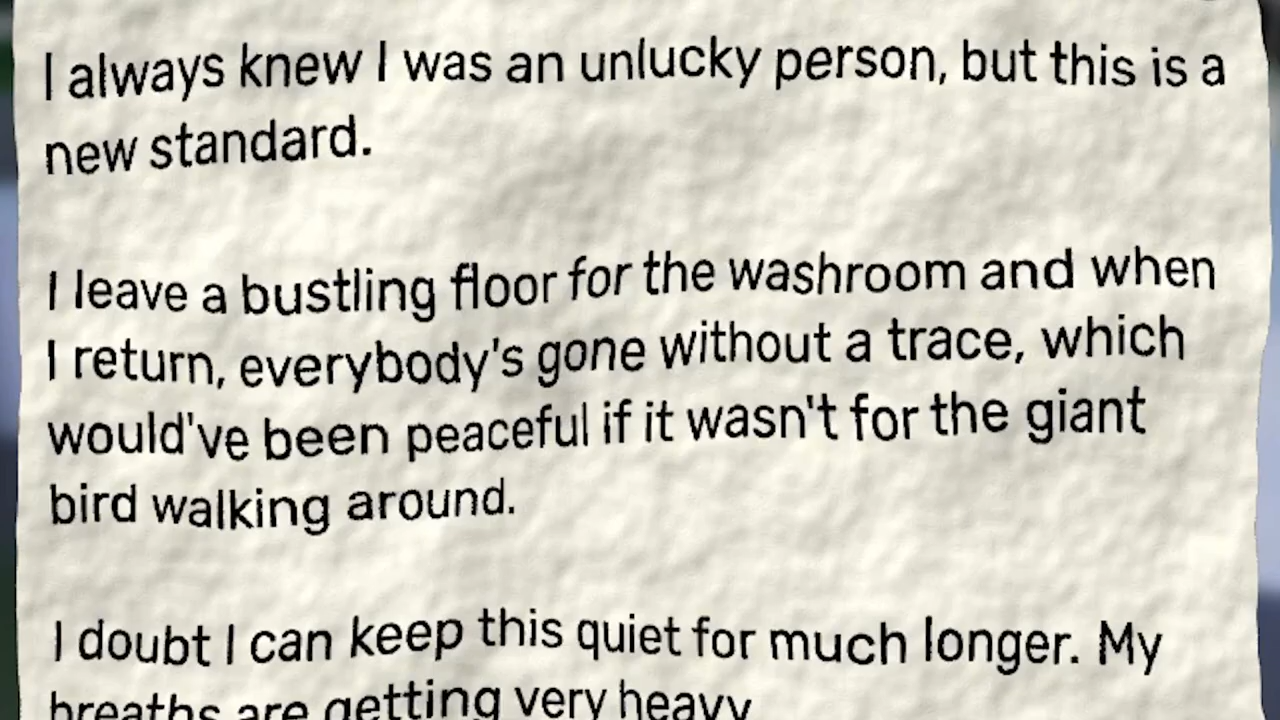 I always knew I was an unlucky person, but this is a
new standard.
I leave a bustling floor for the washroom and when
I return, everybody's gone without a trace, which
would've been peaceful if it wasn't for the giant
bird walking around.
I doubt I can keep this quiet for much longer. My
breaths are getting very heavy